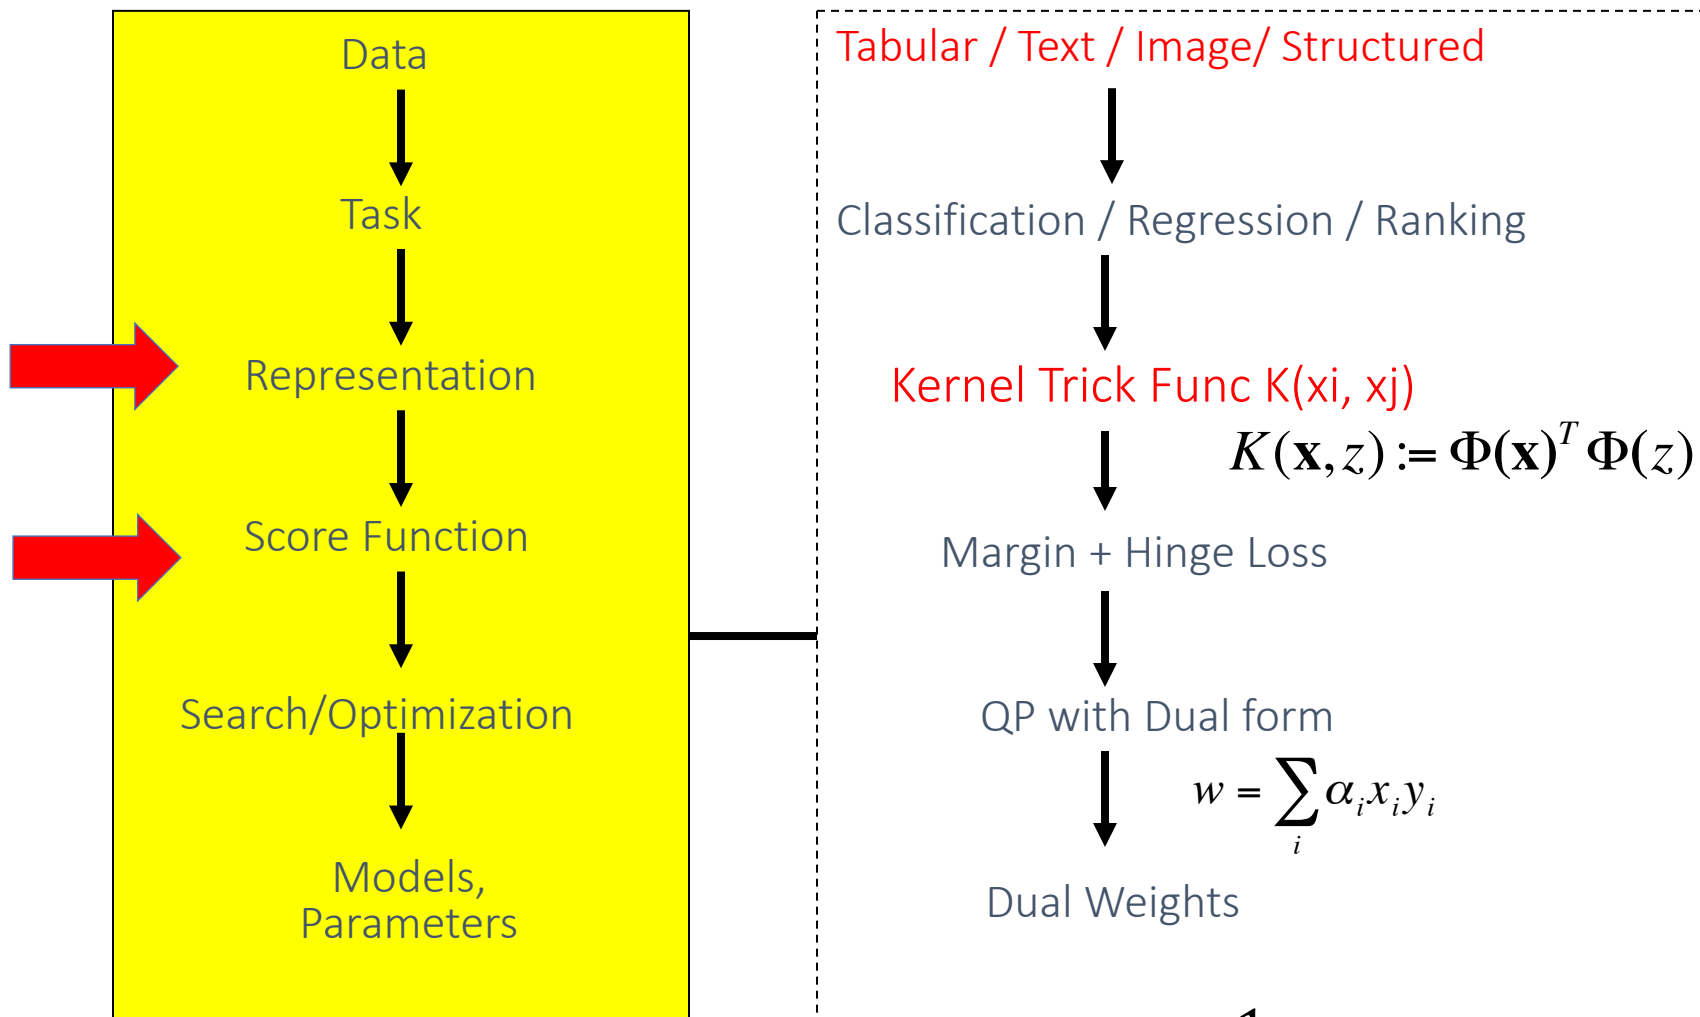 Data
Task
Representation
Score Function
Search/Optimization
Models,
Parameters
Tabular / Text / Image/ Structured
Classification / Regression / Ranking
Kernel Trick Func K(xi, xj)
K(x, z) := Φ(x)^T Φ(z)
Margin + Hinge Loss
QP with Dual form
w = ∑_i α_i x_i y_i
Dual Weights